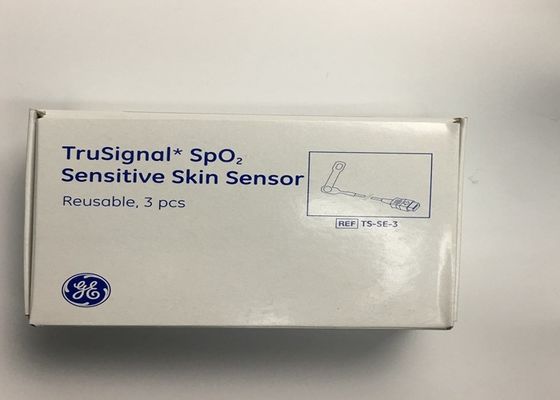 TruSignal* SpO₂
Sensitive Skin Sensor
Reusable, 3 pcs
REF TS-SE-3
GE